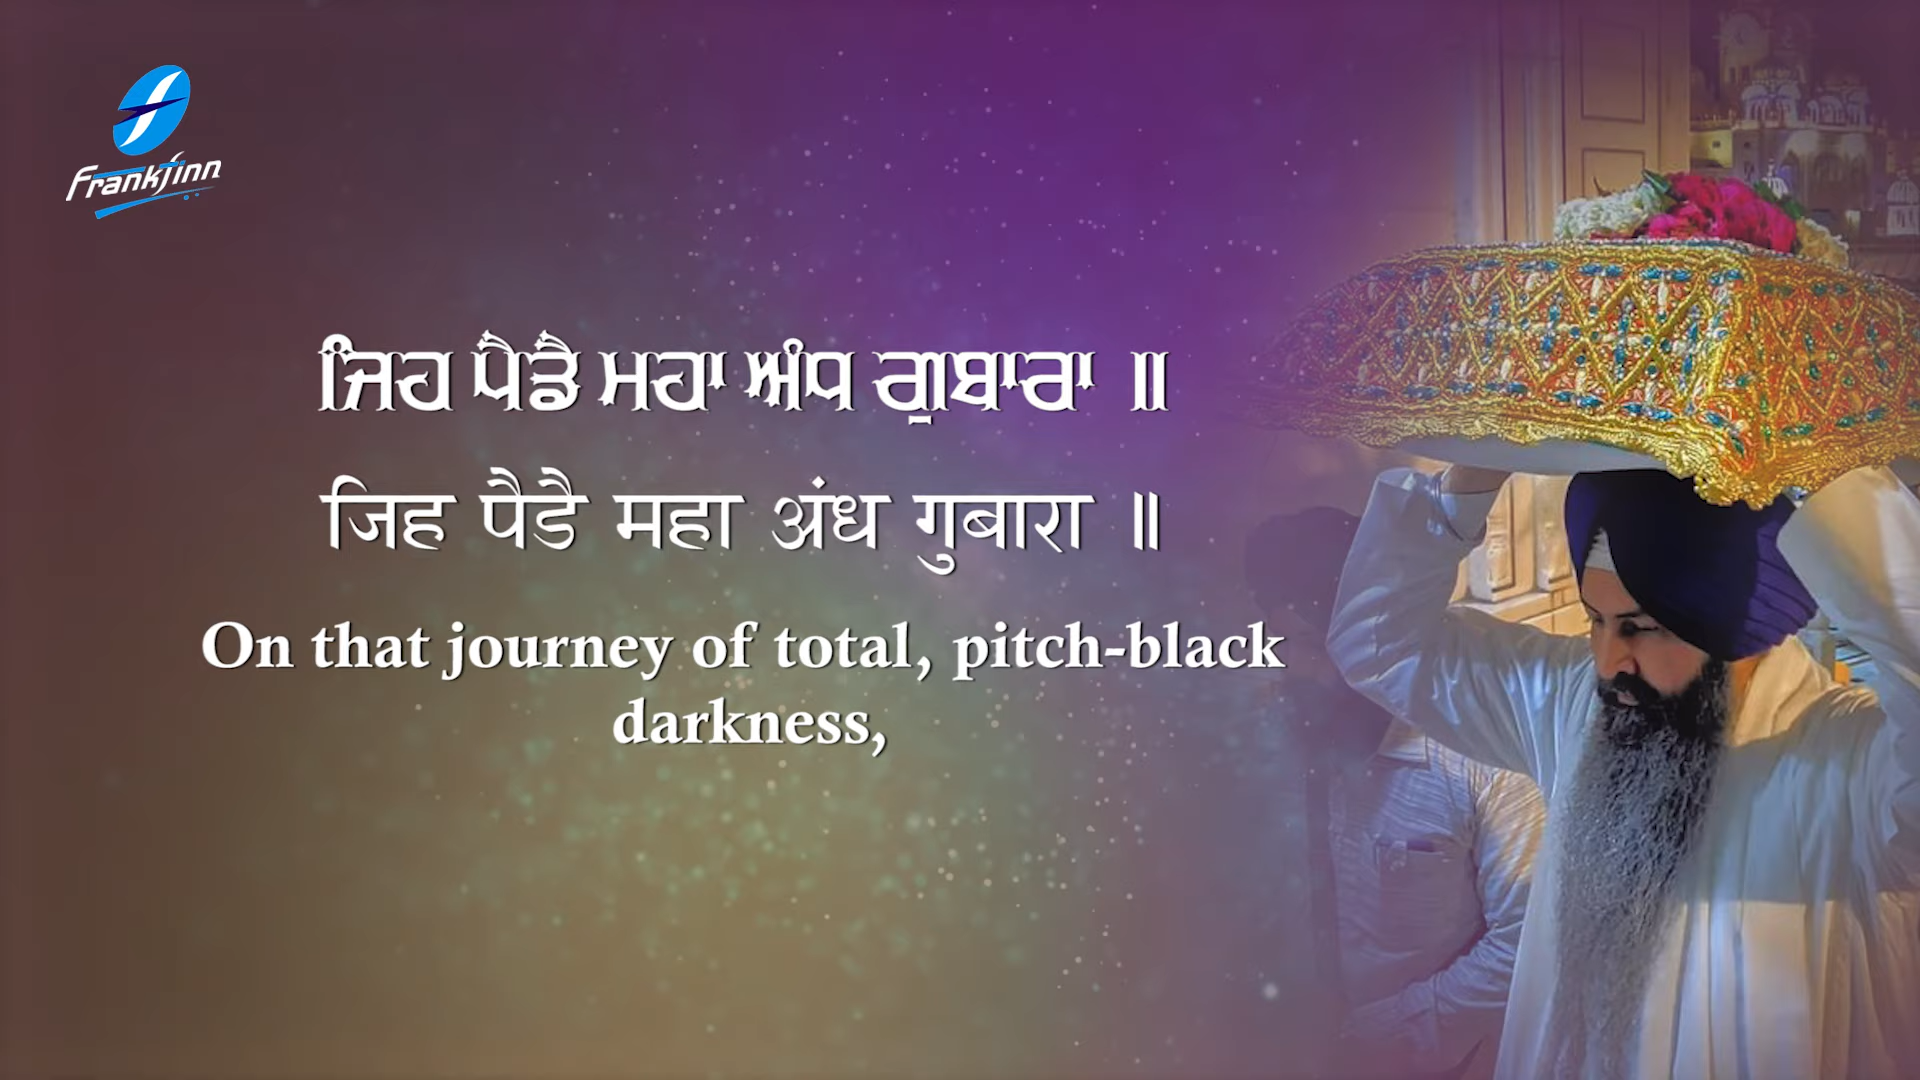 Frankfinn
ਜਿਹ ਪੈਡੈ ਮਹਾ ਅੰਧ ਗੁਬਾਰਾ ॥
जिह पैडै महा अंध गुबारा ॥
On that journey of total, pitch-black
darkness,